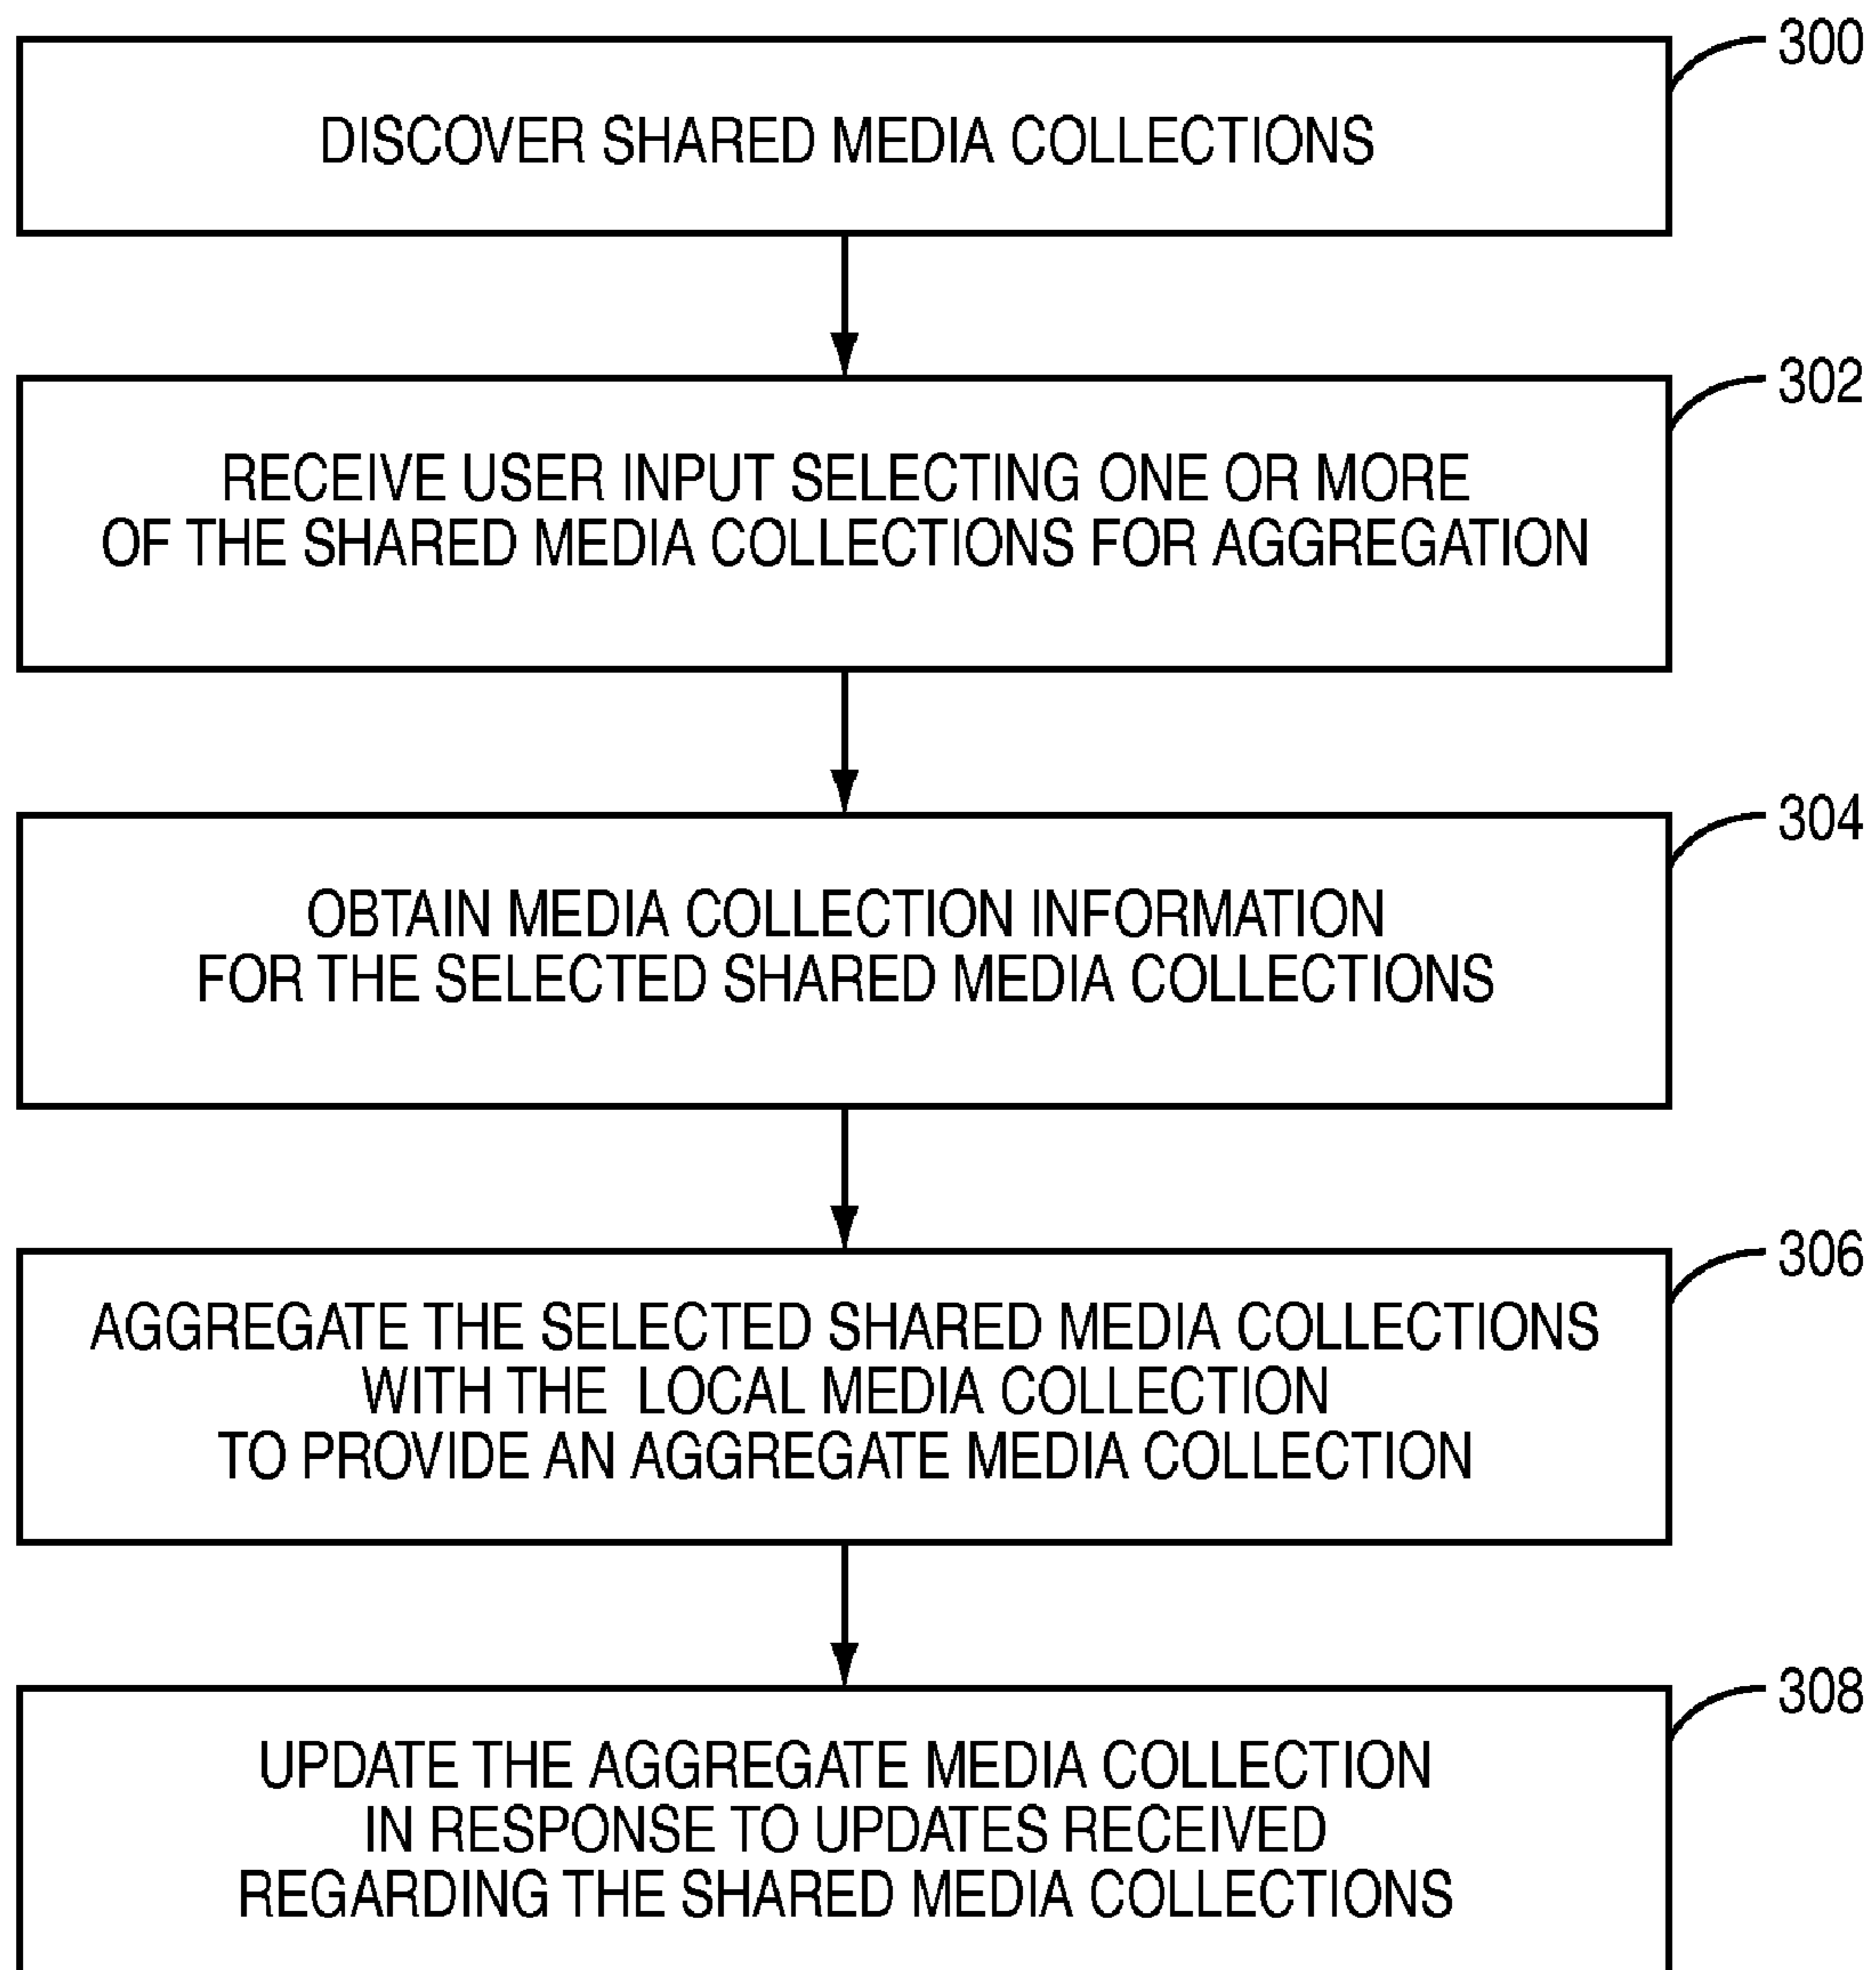 300
DISCOVER SHARED MEDIA COLLECTIONS
302
RECEIVE USER INPUT SELECTING ONE OR MORE
OF THE SHARED MEDIA COLLECTIONS FOR AGGREGATION
304
OBTAIN MEDIA COLLECTION INFORMATION
FOR THE SELECTED SHARED MEDIA COLLECTIONS
306
AGGREGATE THE SELECTED SHARED MEDIA COLLECTIONS
WITH THE LOCAL MEDIA COLLECTION
TO PROVIDE AN AGGREGATE MEDIA COLLECTION
308
UPDATE THE AGGREGATE MEDIA COLLECTION
IN RESPONSE TO UPDATES RECEIVED
REGARDING THE SHARED MEDIA COLLECTIONS